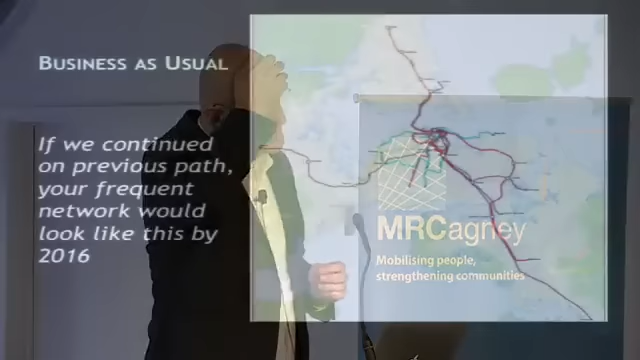 BUSINESS AS USUAL
If we continued
on previous path,
your frequent
network would
look like this by
2016
MRCagney
Mobilising people,
strengthening communities